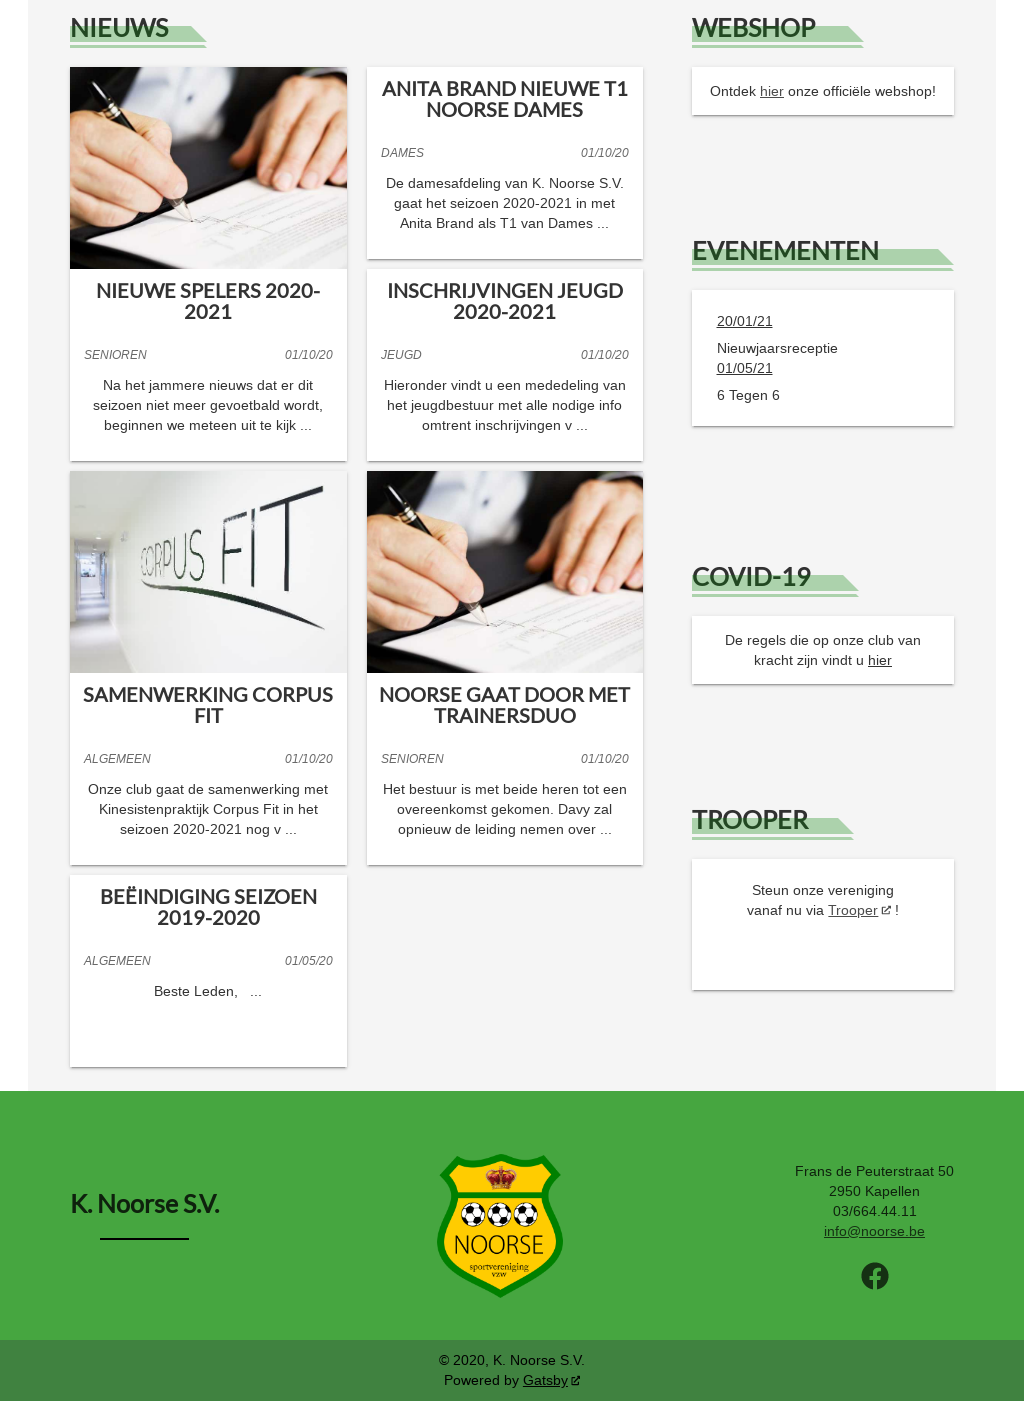 NIEUWS
NIEUWE SPELERS 2020-
2021
SENIOREN 01/10/20
Na het jammere nieuws dat er dit
seizoen niet meer gevoetbald wordt,
beginnen we meteen uit te kijk ...
ANITA BRAND NIEUWE T1
NOORSE DAMES
DAMES 01/10/20
De damesafdeling van K. Noorse S.V.
gaat het seizoen 2020-2021 in met
Anita Brand als T1 van Dames ...
INSCHRIJVINGEN JEUGD
2020-2021
JEUGD 01/10/20
Hieronder vindt u een mededeling van
het jeugdbestuur met alle nodige info
omtrent inschrijvingen v ...
CORPUS FIT
SAMENWERKING CORPUS
FIT
ALGEMEEN 01/10/20
Onze club gaat de samenwerking met
Kinesistenpraktijk Corpus Fit in het
seizoen 2020-2021 nog v ...
NOORSE GAAT DOOR MET
TRAINERSDUO
SENIOREN 01/10/20
Het bestuur is met beide heren tot een
overeenkomst gekomen. Davy zal
opnieuw de leiding nemen over ...
BEËINDIGING SEIZOEN
2019-2020
ALGEMEEN 01/05/20
Beste Leden, ...
WEBSHOP
Ontdek hier onze officiële webshop!
EVENEMENTEN
20/01/21
Nieuwjaarsreceptie
01/05/21
6 Tegen 6
COVID-19
De regels die op onze club van
kracht zijn vindt u hier
TROOPER
Steun onze vereniging
vanaf nu via Trooper !
K. Noorse S.V.
NOORSE
sportvereniging
vzw
Frans de Peuterstraat 50
2950 Kapellen
03/664.44.11
info@noorse.be
© 2020, K. Noorse S.V.
Powered by Gatsby